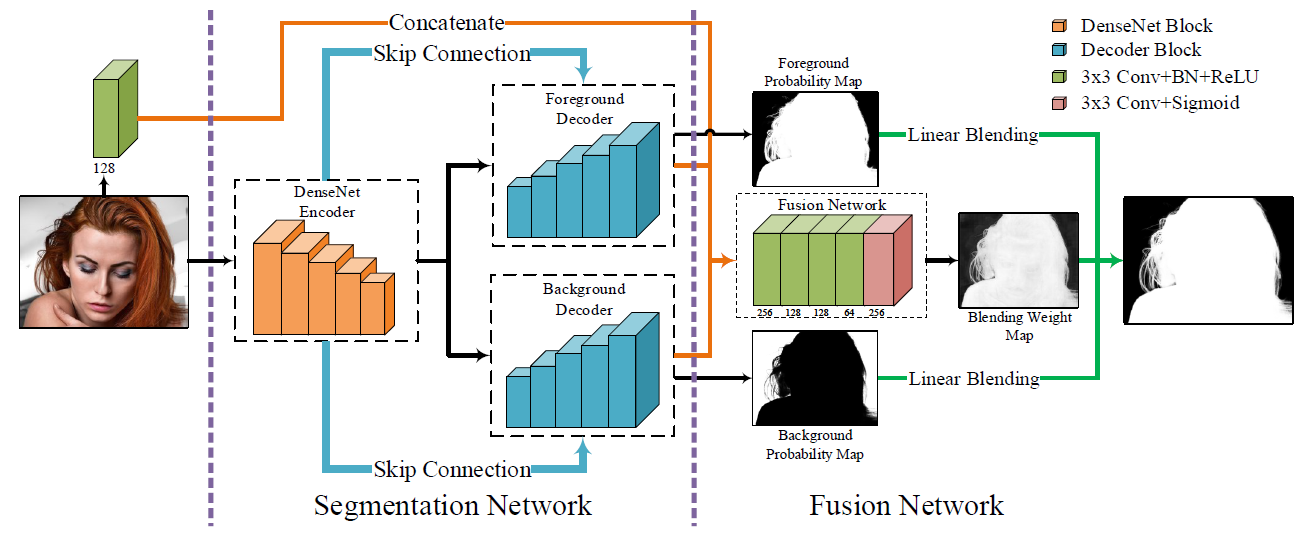 Concatenate
Skip Connection
DenseNet Block
Decoder Block
3x3 Conv+BN+ReLU
3x3 Conv+Sigmoid
Foreground
Probability Map
Foreground
Decoder
Linear Blending
128
DenseNet
Encoder
Fusion Network
256
128
128
64
256
Blending Weight
Map
Background
Decoder
Linear Blending
Background
Probability Map
Skip Connection
Segmentation Network
Fusion Network